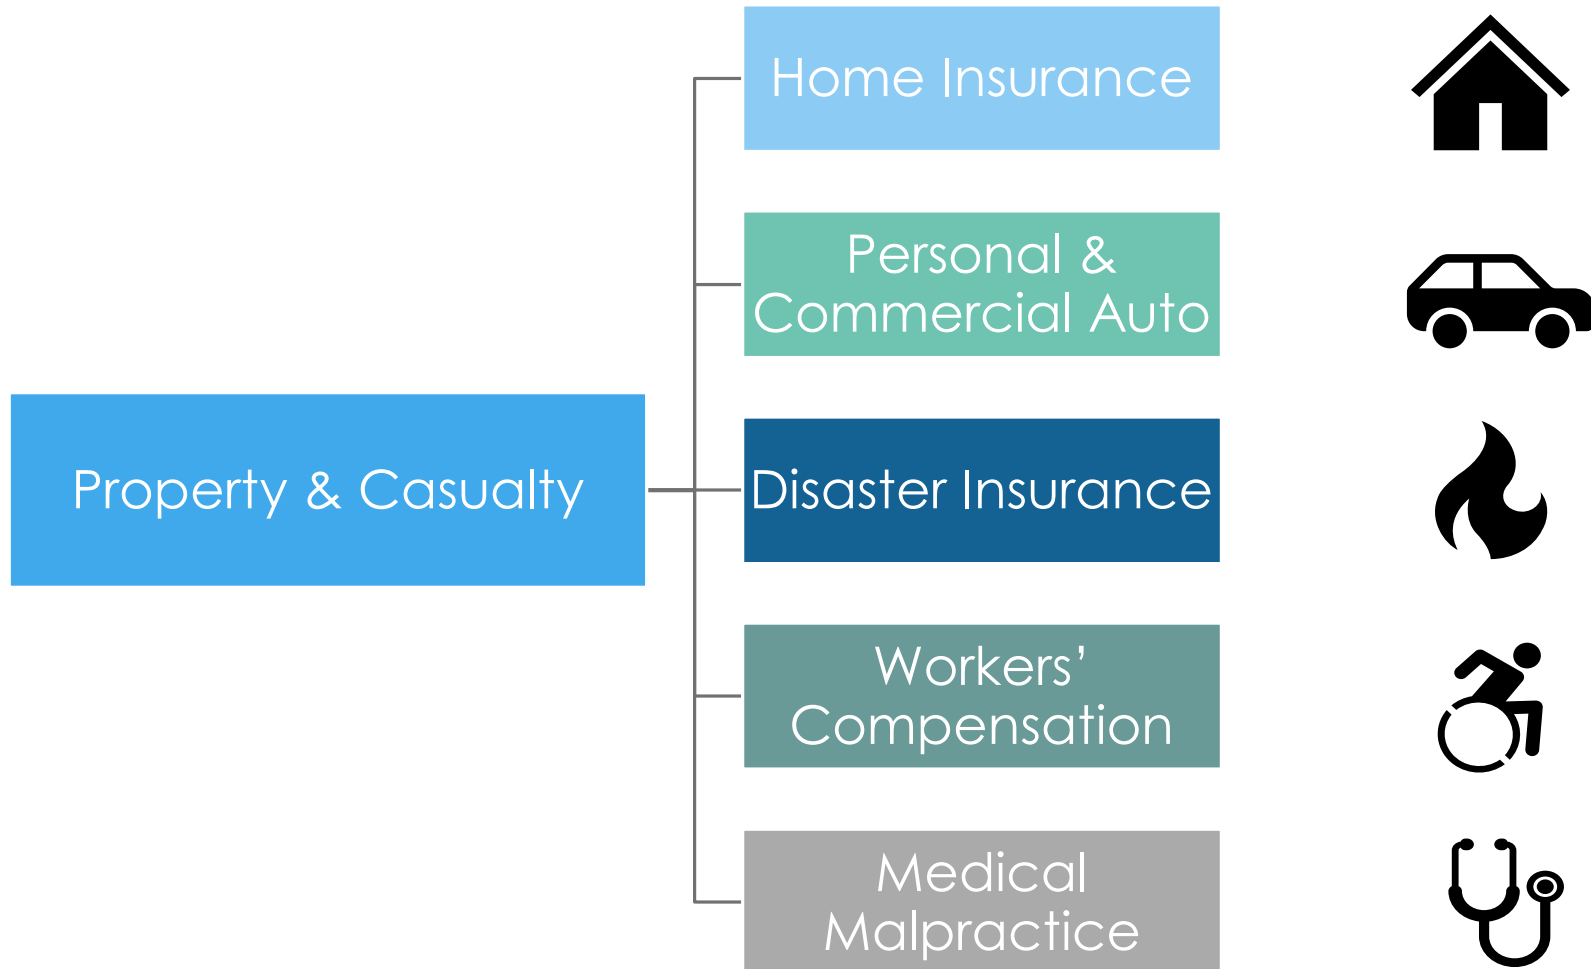 Home Insurance
Personal &
Commercial Auto
Property & Casualty
Disaster Insurance
Workers’
Compensation
Medical
Malpractice